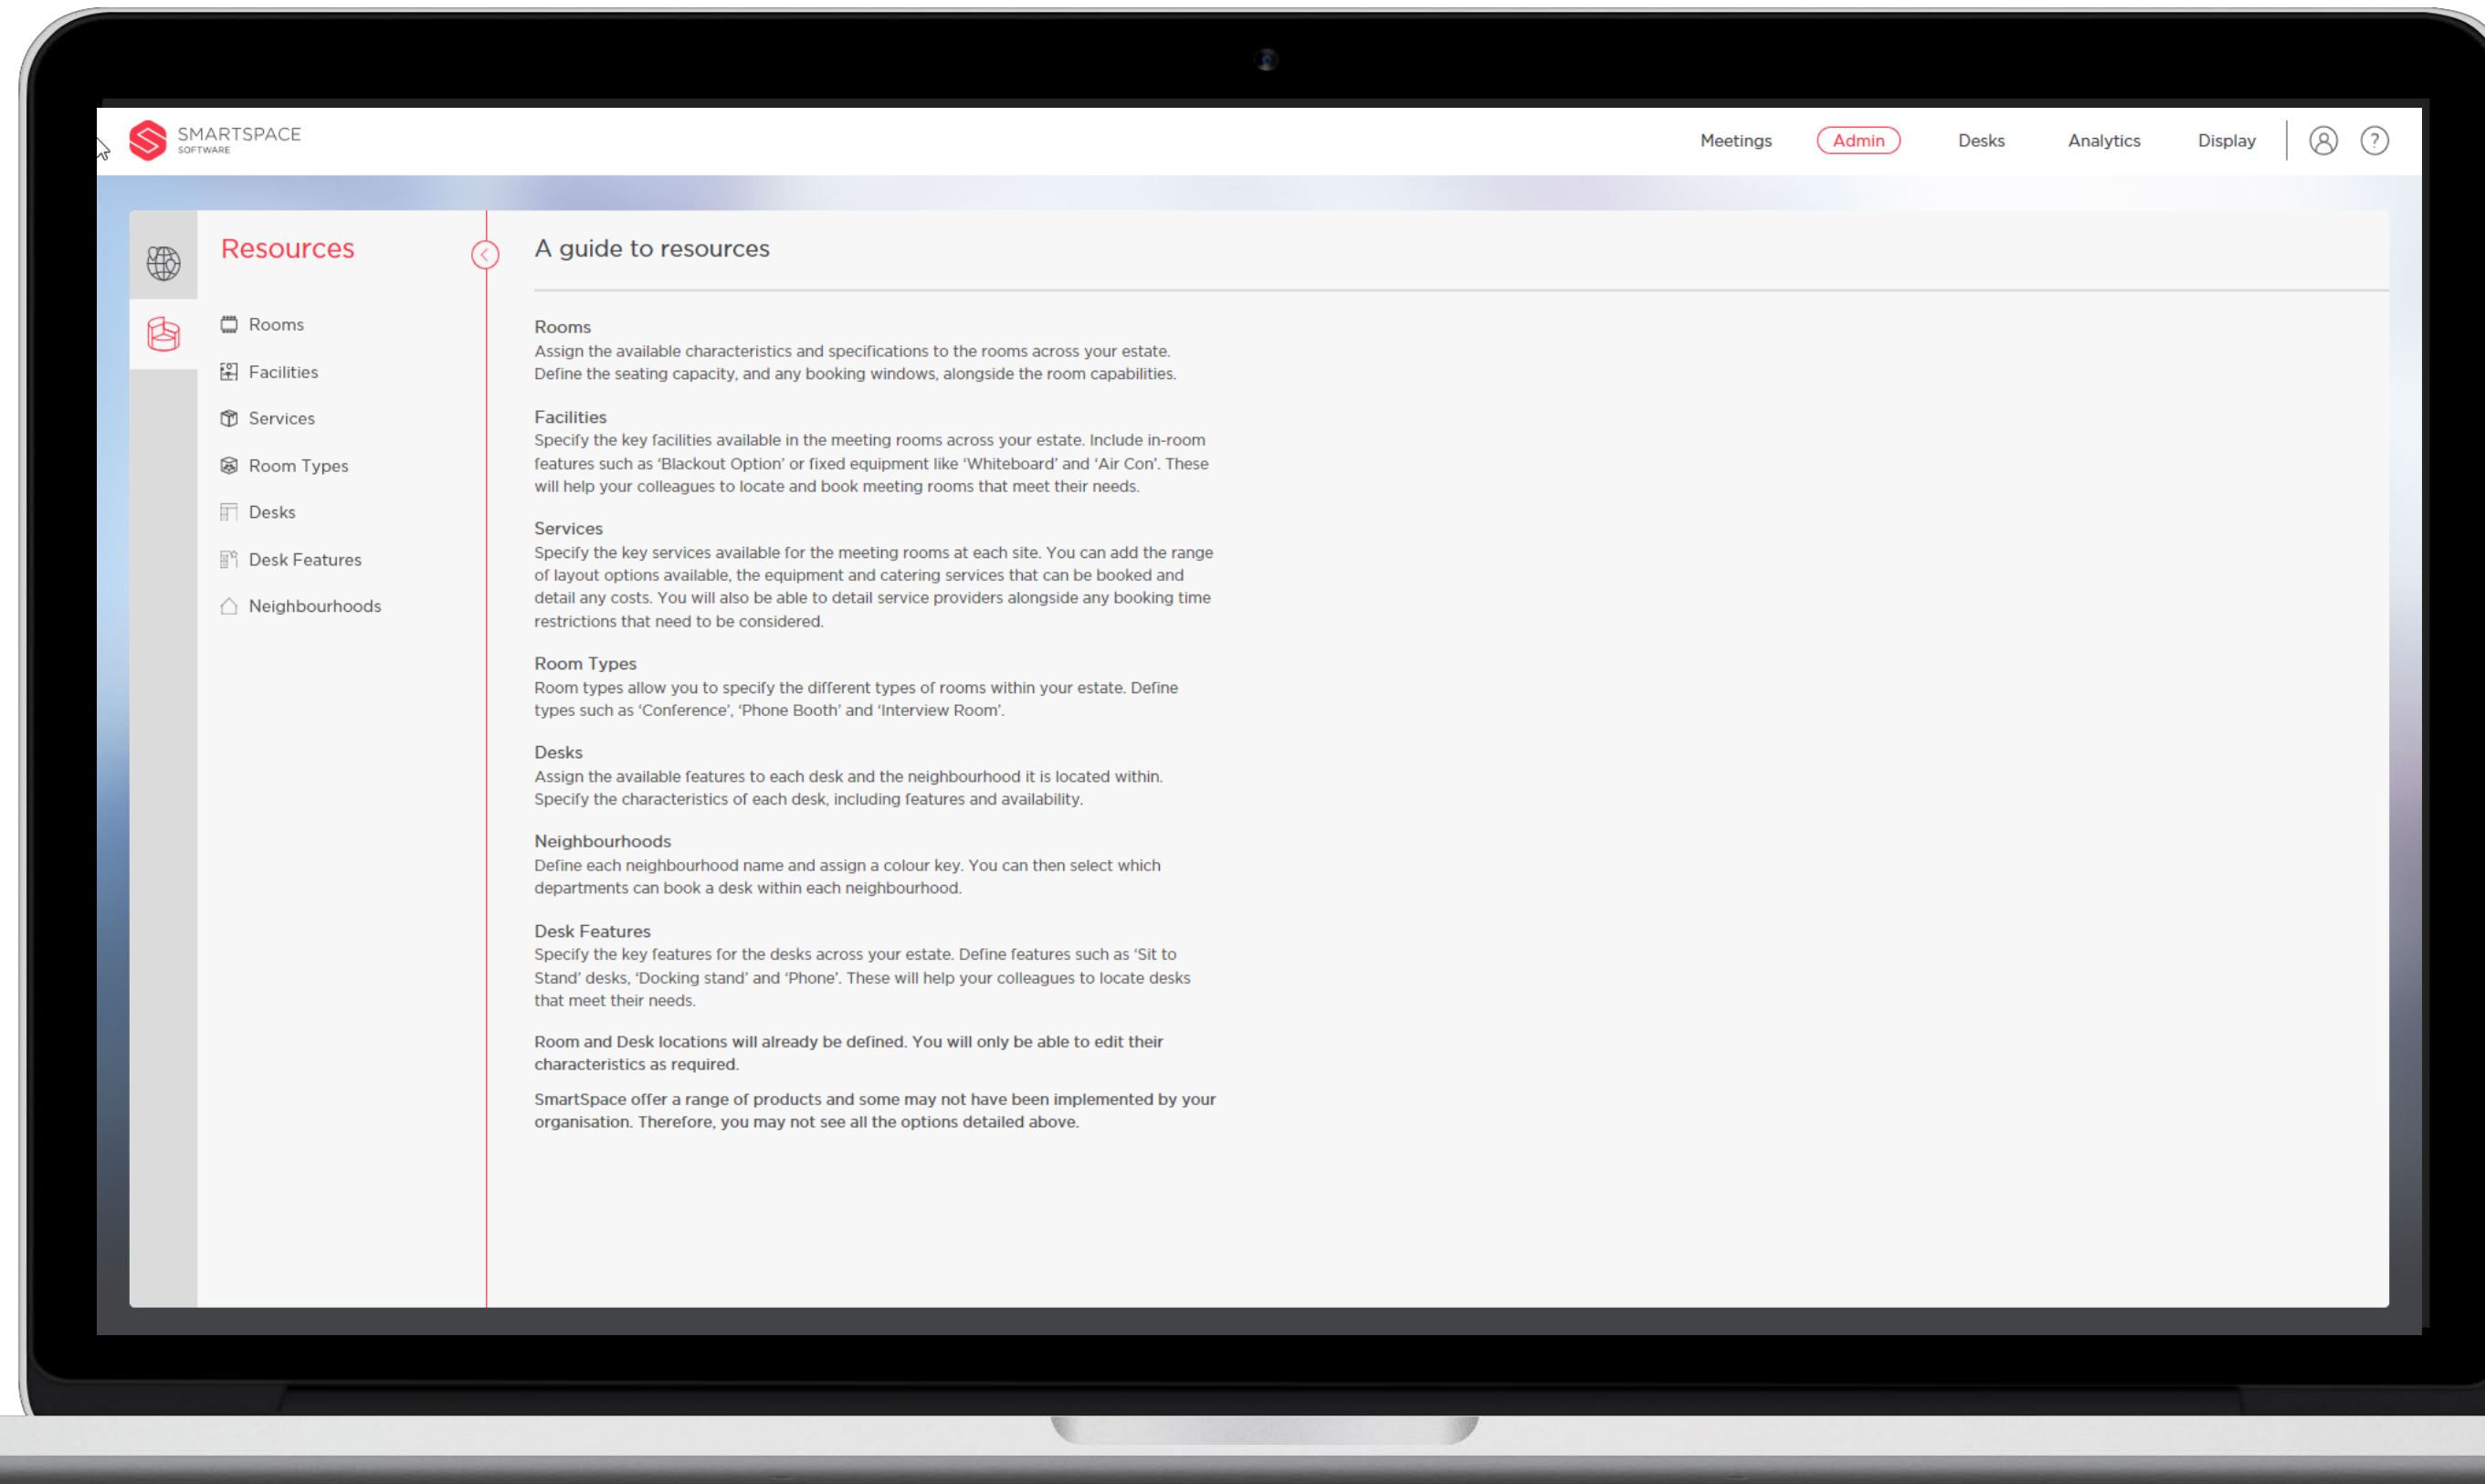 SMARTSPACE
SOFTWARE
Meetings
Admin
Desks
Analytics
Display
?
Resources
Rooms
Facilities
Services
Room Types
Desks
Desk Features
Neighbourhoods
A guide to resources
Rooms
Assign the available characteristics and specifications to the rooms across your estate.
Define the seating capacity, and any booking windows, alongside the room capabilities.
Facilities
Specify the key facilities available in the meeting rooms across your estate. Include in-room
features such as ‘Blackout Option’ or fixed equipment like ‘Whiteboard’ and ‘Air Con’. These
will help your colleagues to locate and book meeting rooms that meet their needs.
Services
Specify the key services available for the meeting rooms at each site. You can add the range
of layout options available, the equipment and catering services that can be booked and
detail any costs. You will also be able to detail service providers alongside any booking time
restrictions that need to be considered.
Room Types
Room types allow you to specify the different types of rooms within your estate. Define
types such as ‘Conference’, ‘Phone Booth’ and ‘Interview Room’.
Desks
Assign the available features to each desk and the neighbourhood it is located within.
Specify the characteristics of each desk, including features and availability.
Neighbourhoods
Define each neighbourhood name and assign a colour key. You can then select which
departments can book a desk within each neighbourhood.
Desk Features
Specify the key features for the desks across your estate. Define features such as ‘Sit to
Stand’ desks, ‘Docking stand’ and ‘Phone’. These will help your colleagues to locate desks
that meet their needs.
Room and Desk locations will already be defined. You will only be able to edit their
characteristics as required.
SmartSpace offer a range of products and some may not have been implemented by your
organisation. Therefore, you may not see all the options detailed above.